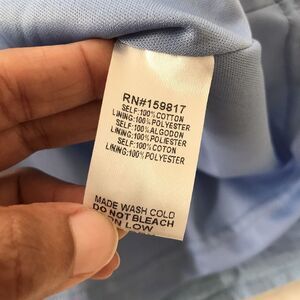 RN#159817
SELF:100%COTTON
LINING:100%POLYESTER
SELF:100%ALGODON
LINING:100%POLIESTER
SELF:100%COTON
LINING:100%POLYESTER
MADE WASH COLD
DO NOT BLEACH
LOW